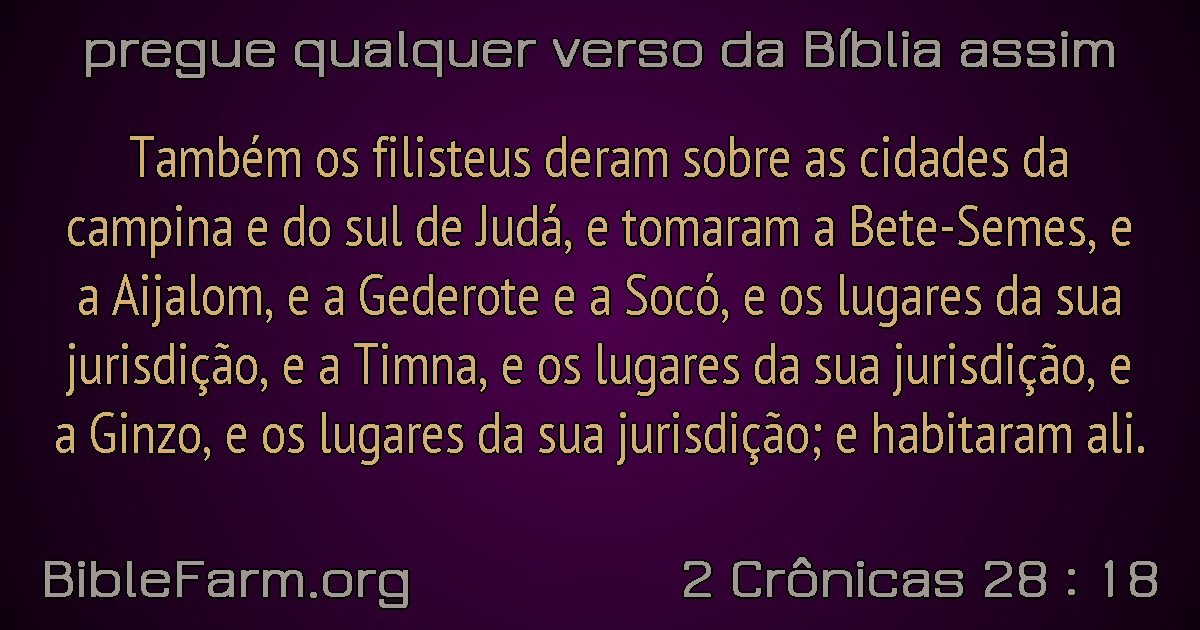 pregue qualquer verso da Bíblia assim
Também os filisteus deram sobre as cidades da
campina e do sul de Judá, e tomaram a Bete-Semes, e
a Aijalom, e a Gederote e a Socó, e os lugares da sua
jurisdição, e a Timna, e os lugares da sua jurisdição, e
a Ginzo, e os lugares da sua jurisdição; e habitaram ali.
BibleFarm.org 2 Crônicas 28 : 18